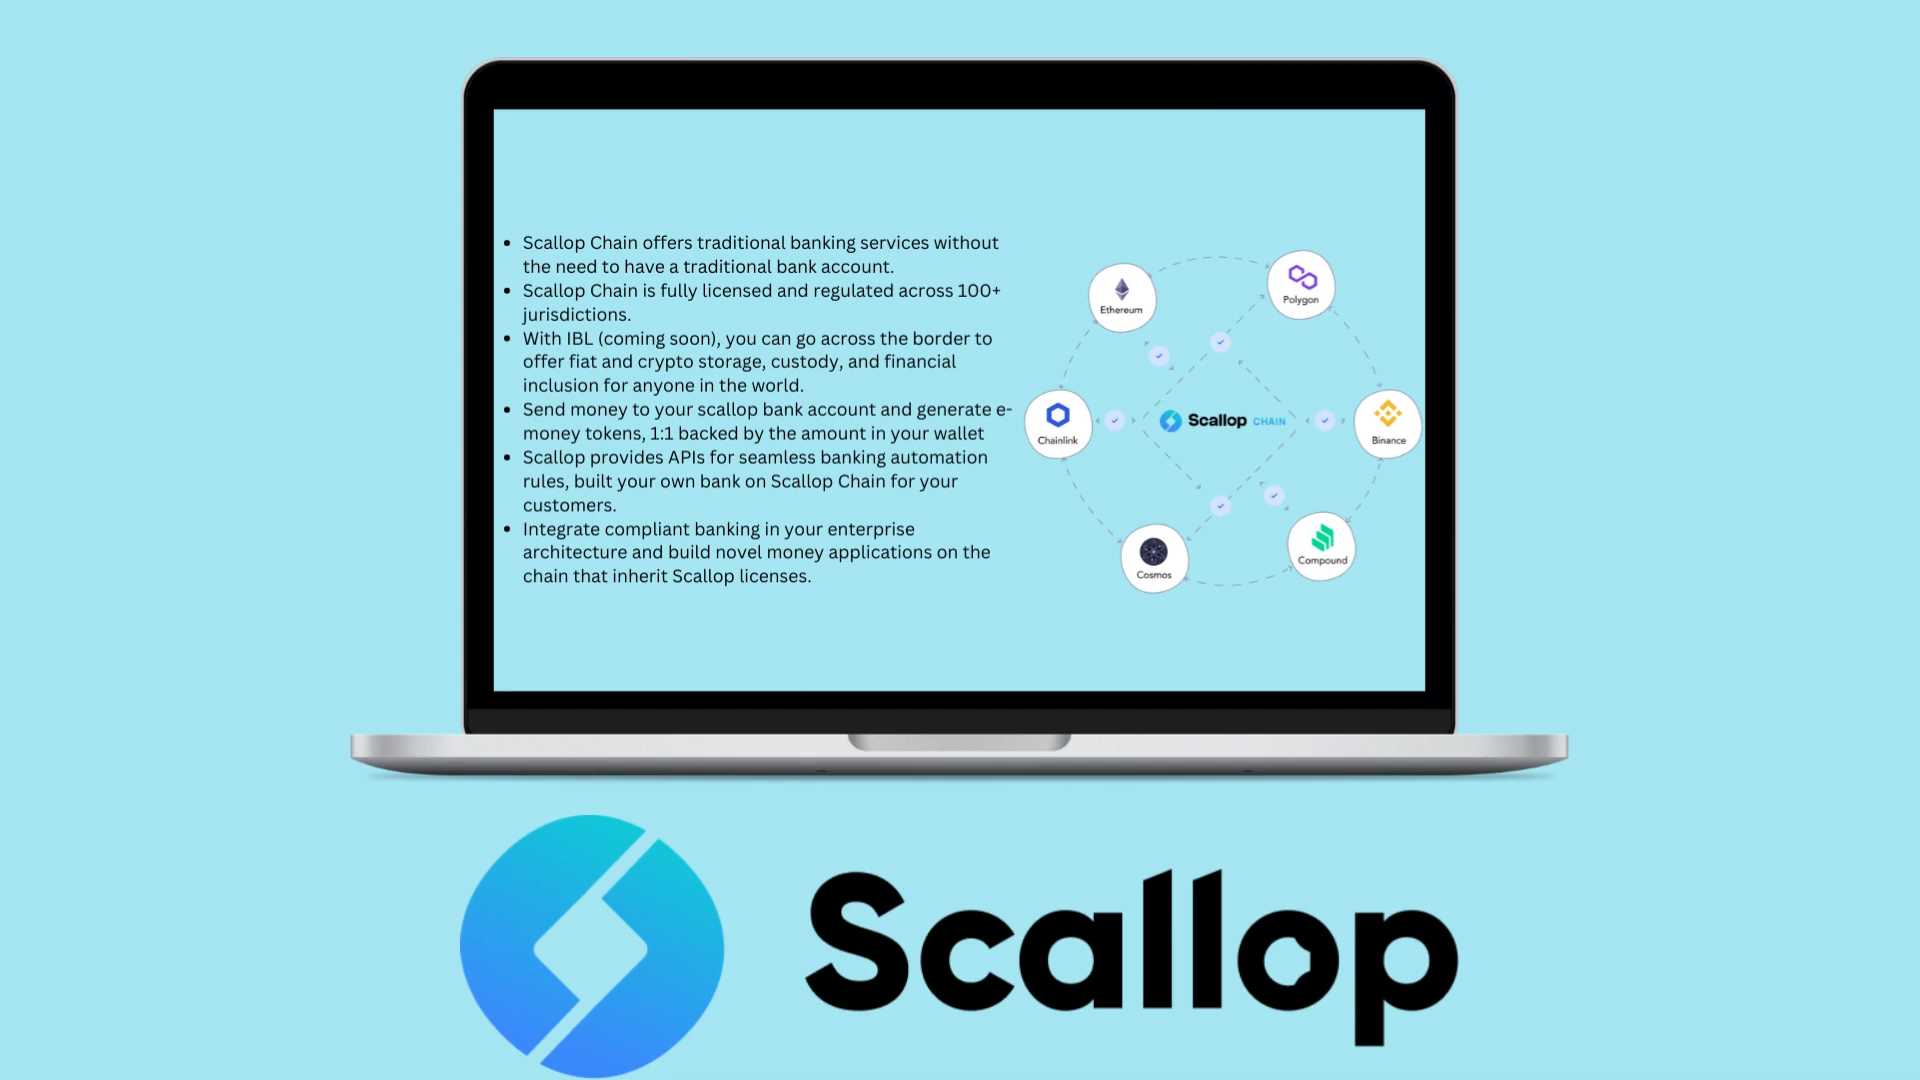 • Scallop Chain offers traditional banking services without
the need to have a traditional bank account.
• Scallop Chain is fully licensed and regulated across 100+
jurisdictions.
• With IBL (coming soon), you can go across the border to
offer fiat and crypto storage, custody, and financial
inclusion for anyone in the world.
• Send money to your scallop bank account and generate e-
money tokens, 1:1 backed by the amount in your wallet
• Scallop provides APIs for seamless banking automation
rules, built your own bank on Scallop Chain for your
customers.
• Integrate compliant banking in your enterprise
architecture and build novel money applications on the
chain that inherit Scallop licenses.
Ethereum
Polygon
Chainlink
Scallop CHAIN
Binance
Cosmos
Compound
Scallop